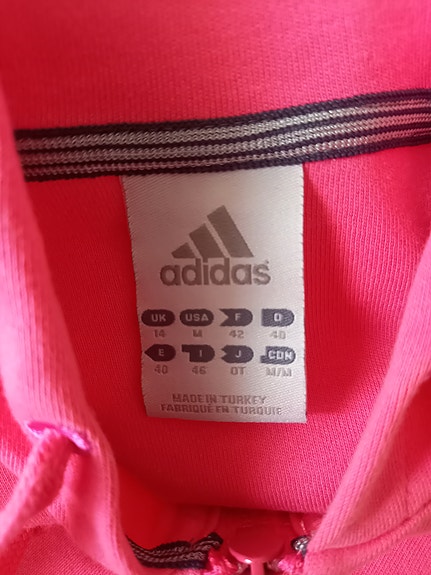 adidas
UK USA F D
14 M 42 40
E I J CDN
40 46 OT M/M
MADE IN TURKEY
FABRIQUE EN TURQUIE